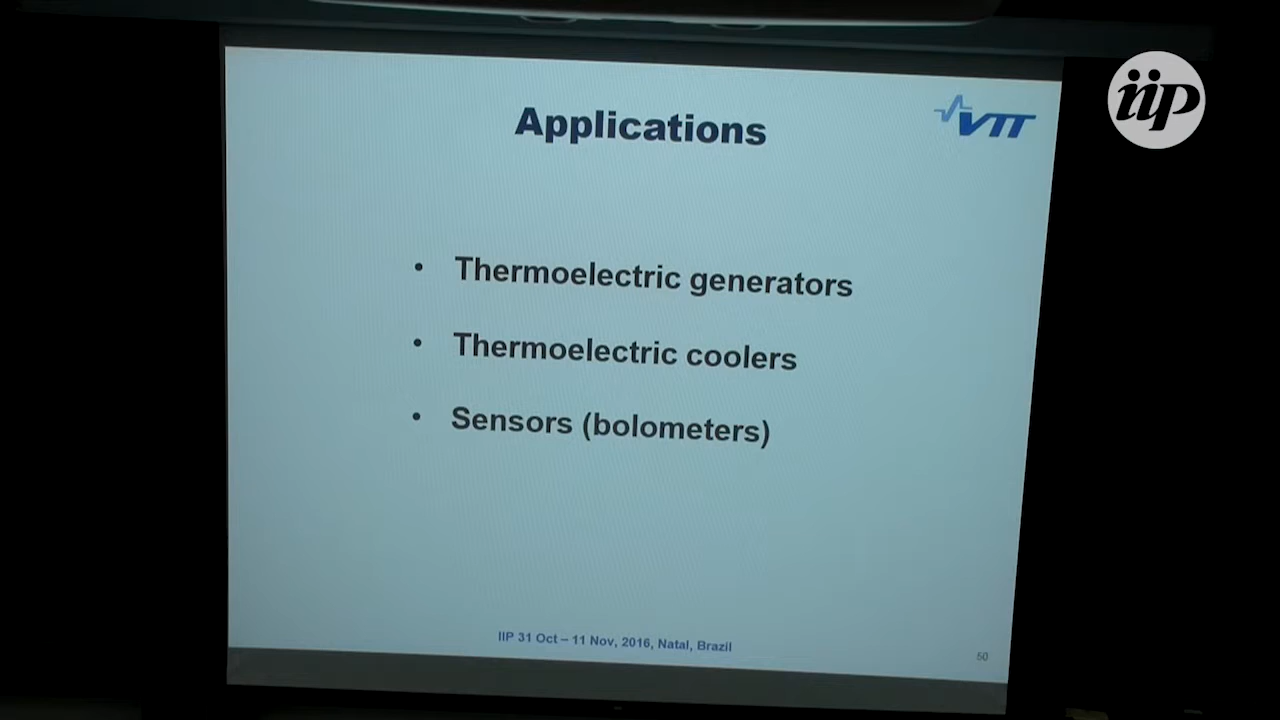 iip
VTT
Applications
• Thermoelectric generators
• Thermoelectric coolers
• Sensors (bolometers)
IIP 31 Oct – 11 Nov, 2016, Natal, Brazil
50